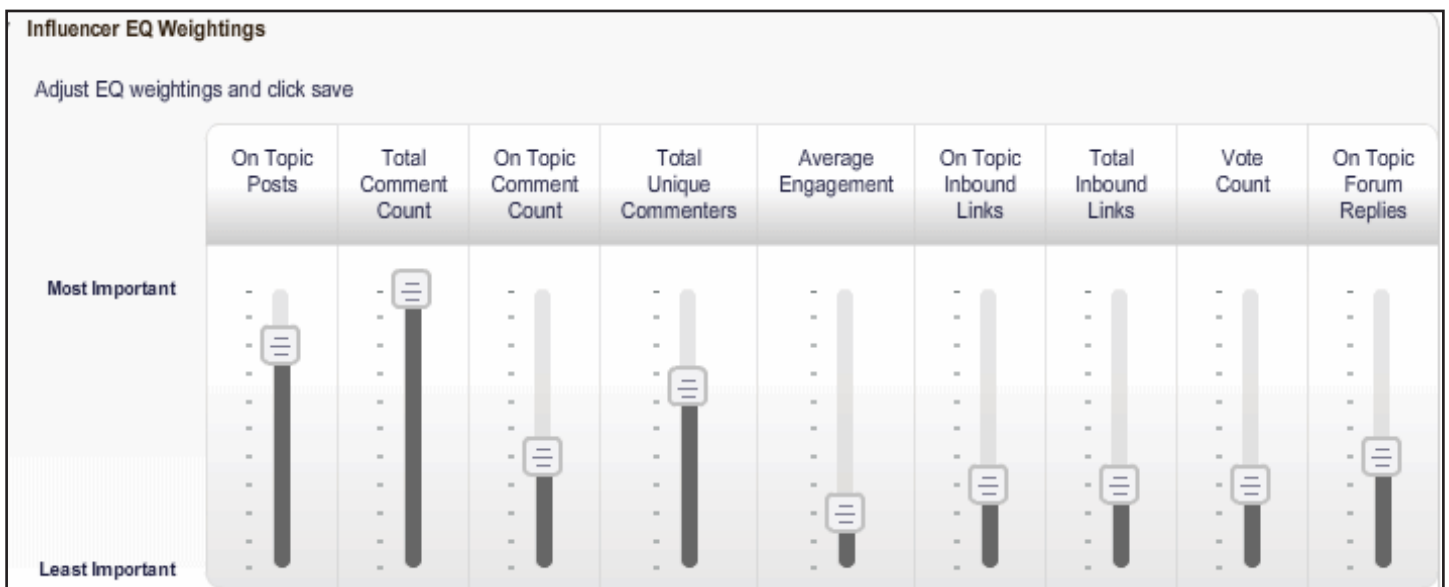 Influencer EQ Weightings
Adjust EQ weightings and click save
On Topic
Posts
Total
Comment
Count
On Topic
Comment
Count
Total
Unique
Commenters
Average
Engagement
On Topic
Inbound
Links
Total
Inbound
Links
Vote
Count
On Topic
Forum
Replies
Most Important
Least Important